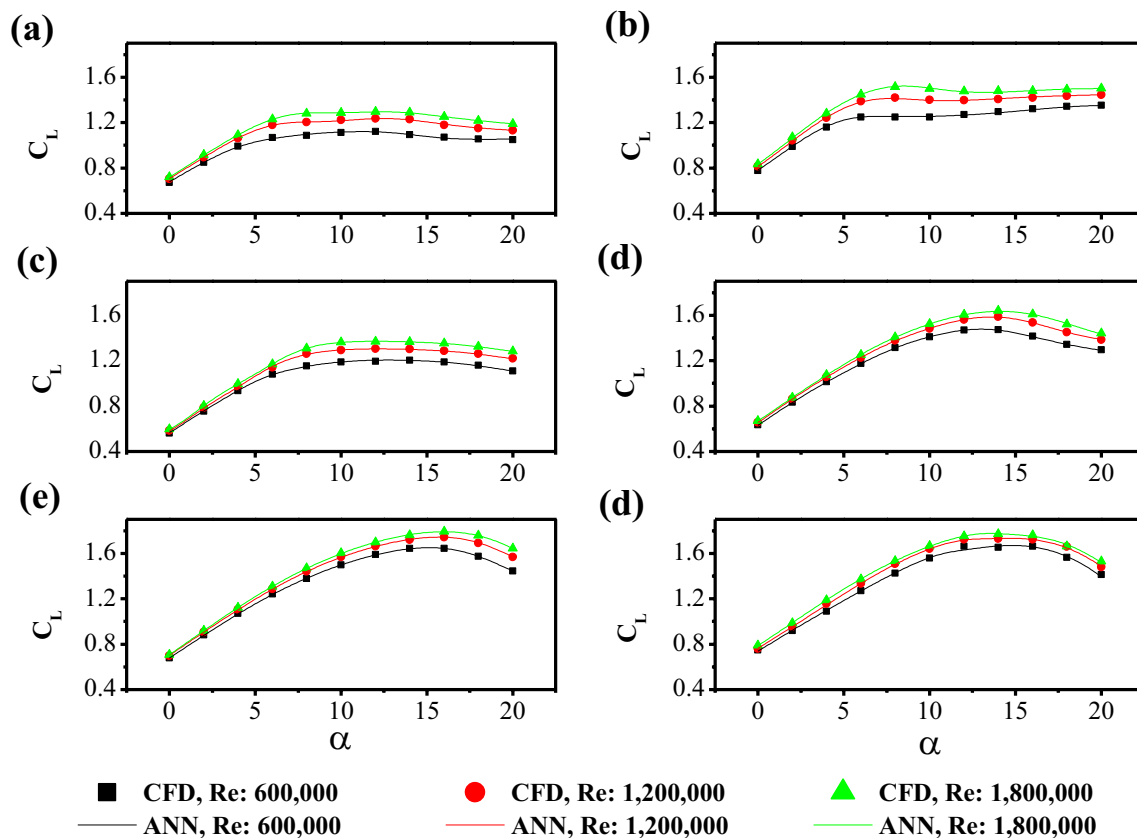 (a)
C_L
1.6
1.2
0.8
0.4
0 5 10 15 20
(b)
C_L
1.6
1.2
0.8
0.4
0 5 10 15 20
(c)
C_L
1.6
1.2
0.8
0.4
0 5 10 15 20
(d)
C_L
1.6
1.2
0.8
0.4
0 5 10 15 20
(e)
C_L
1.6
1.2
0.8
0.4
0 5 10 15 20
α
(d)
C_L
1.6
1.2
0.8
0.4
0 5 10 15 20
α
CFD, Re: 600,000 CFD, Re: 1,200,000 CFD, Re: 1,800,000
ANN, Re: 600,000 ANN, Re: 1,200,000 ANN, Re: 1,800,000